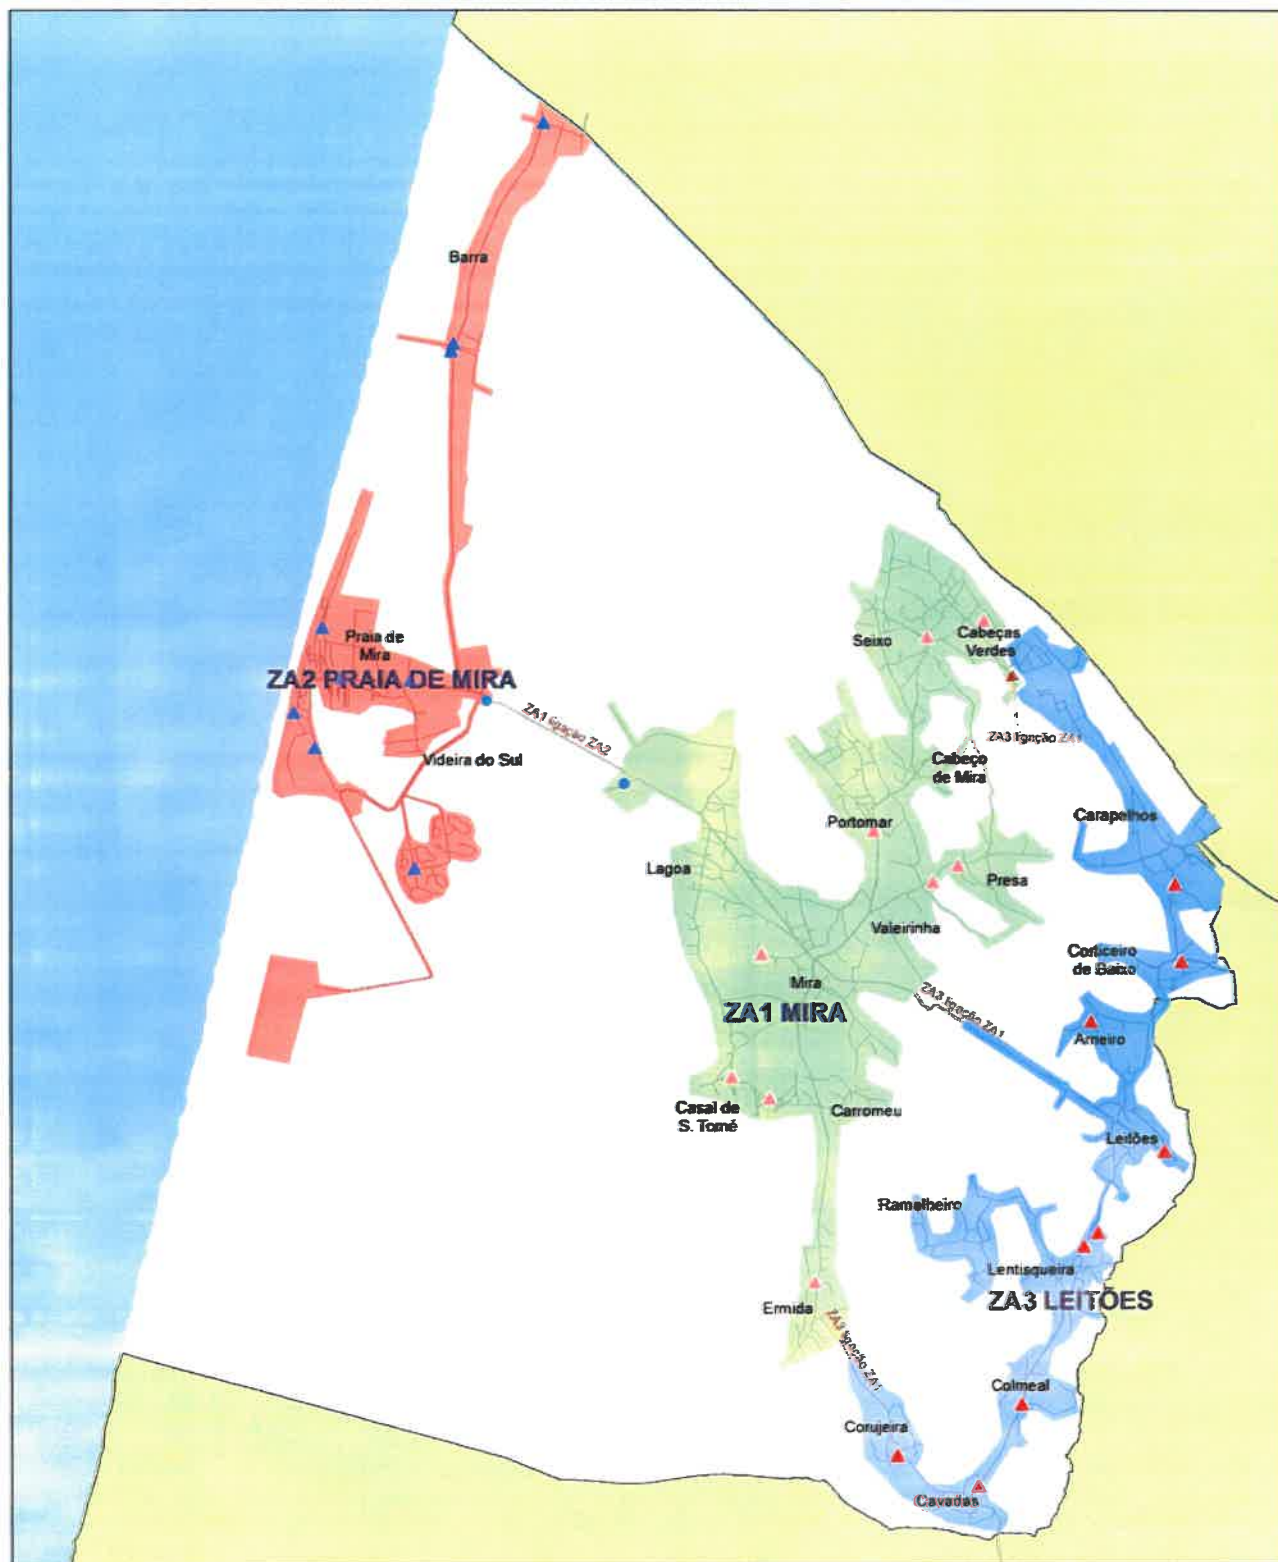 Barra
Praia de
Mira
ZA2 PRAIA DE MIRA
Videira do Sul
ZA1 ligação ZA2
Seixo
Cabeças
Verdes
ZA3 ligação ZA1
Cabeço
de Mira
Portomar
Carapelhos
Lagoa
Presa
Valeirinha
Corticeiro
de Baixo
Mira
ZA1 MIRA
ZA3 ligação ZA1
Arneiro
Casal de
S. Tomé
Carromeu
Leitões
Ramalheiro
Lentisqueira
ZA3 LEITÕES
Ermida
ZA3 ligação ZA1
Colmeal
Corujeira
Cavadas